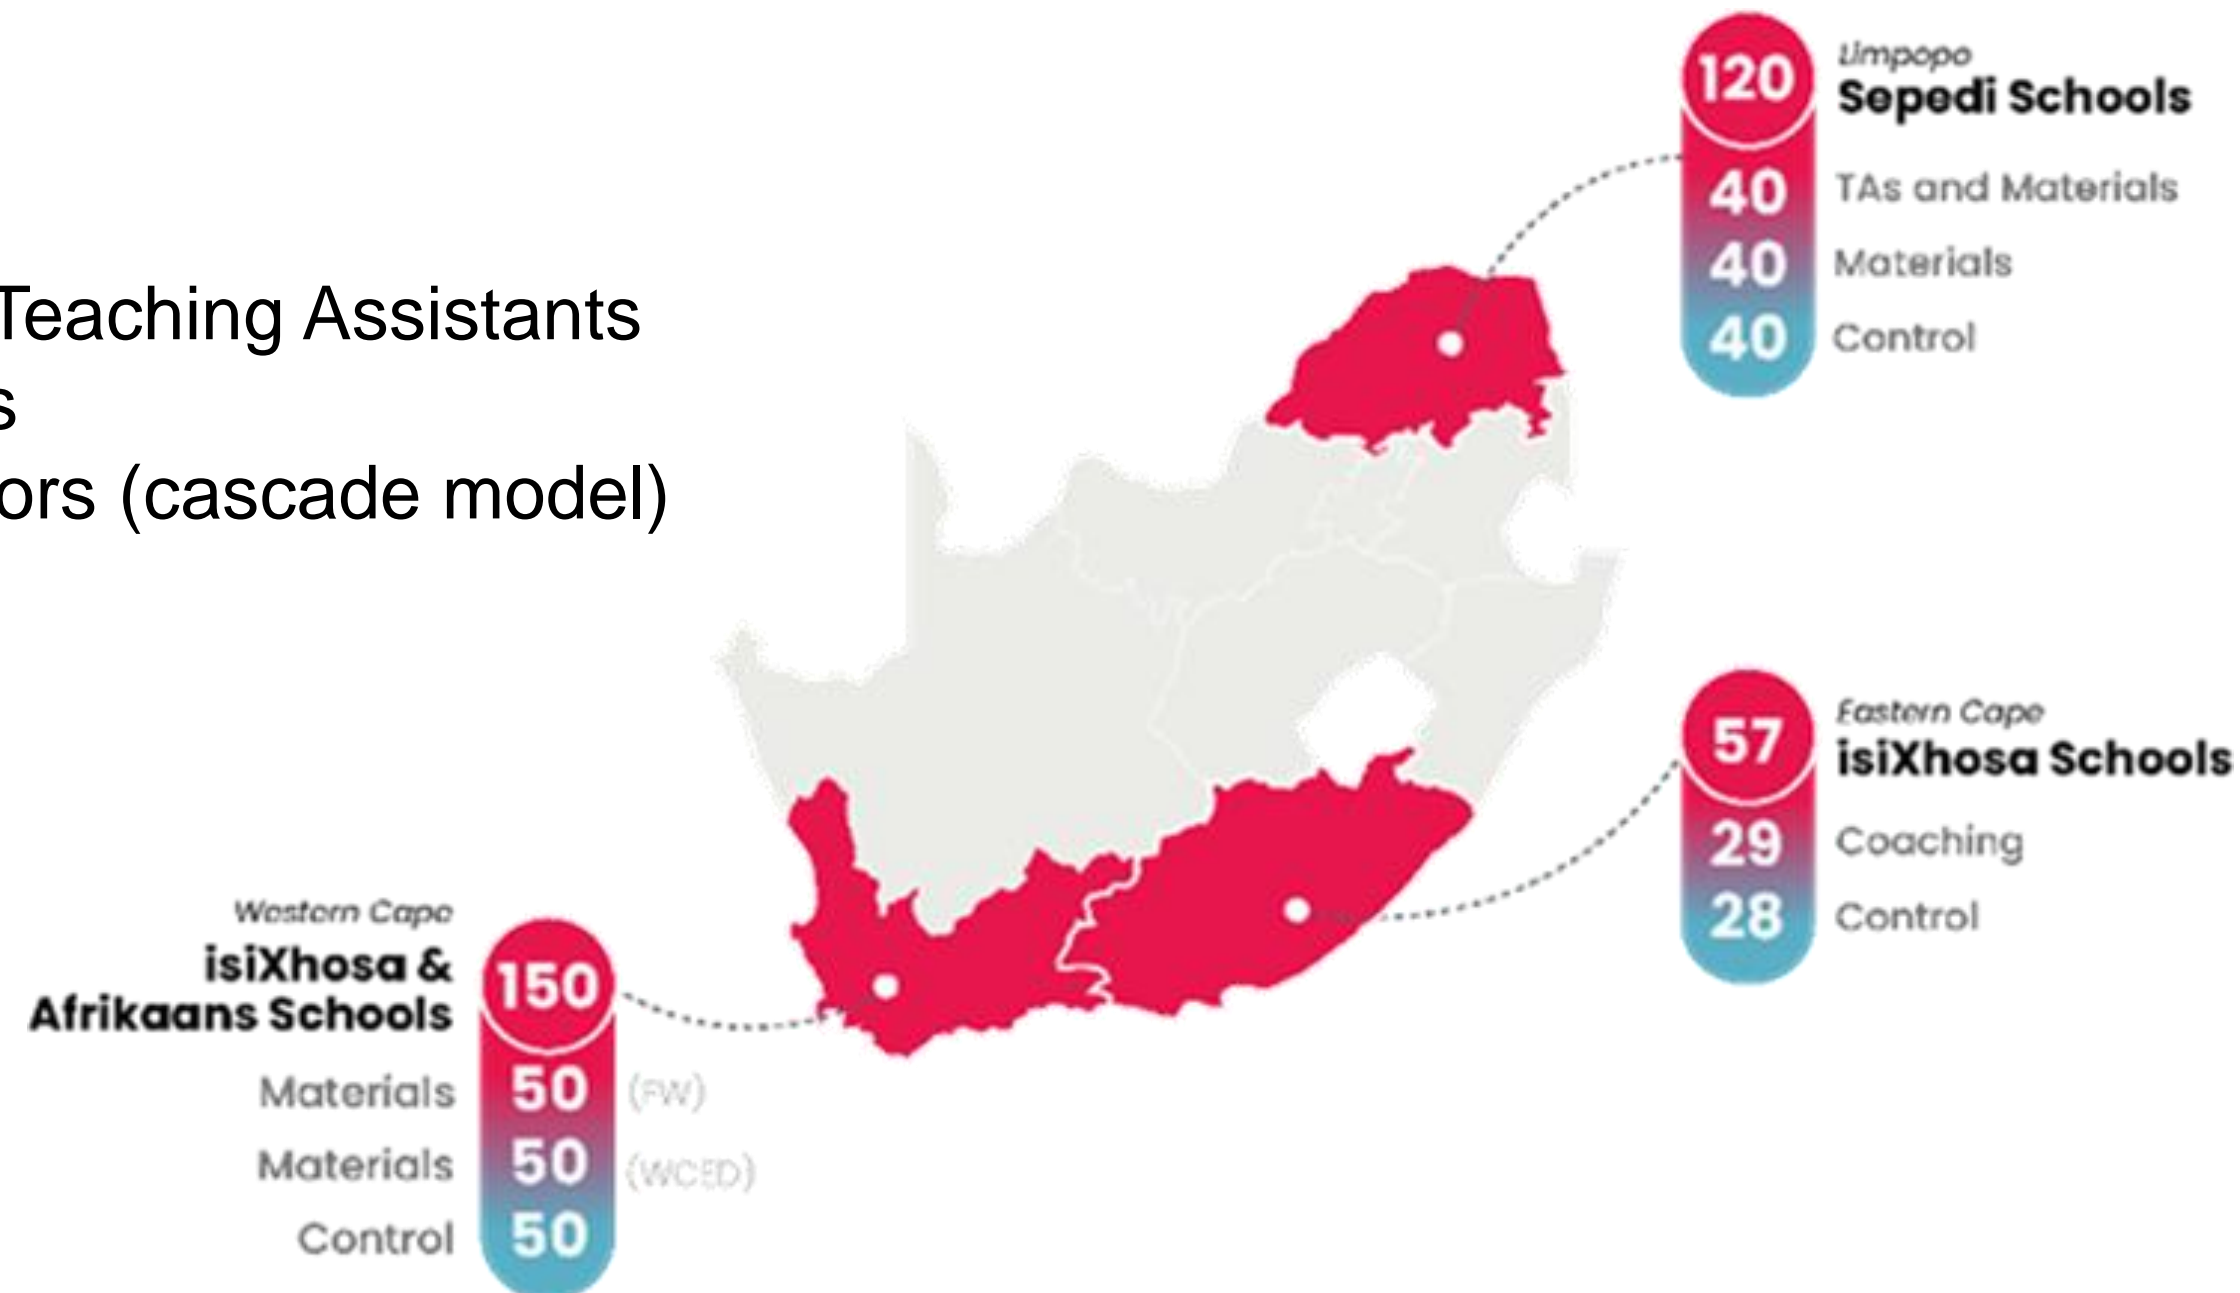 Teaching Assistants
s
ors (cascade model)
120
Limpopo
Sepedi Schools
40 TAs and Materials
40 Materials
40 Control
57
Eastern Cape
isiXhosa Schools
29 Coaching
28 Control
Western Cape
isiXhosa &
Afrikaans Schools
150
Materials 50 (FW)
Materials 50 (WCED)
Control 50